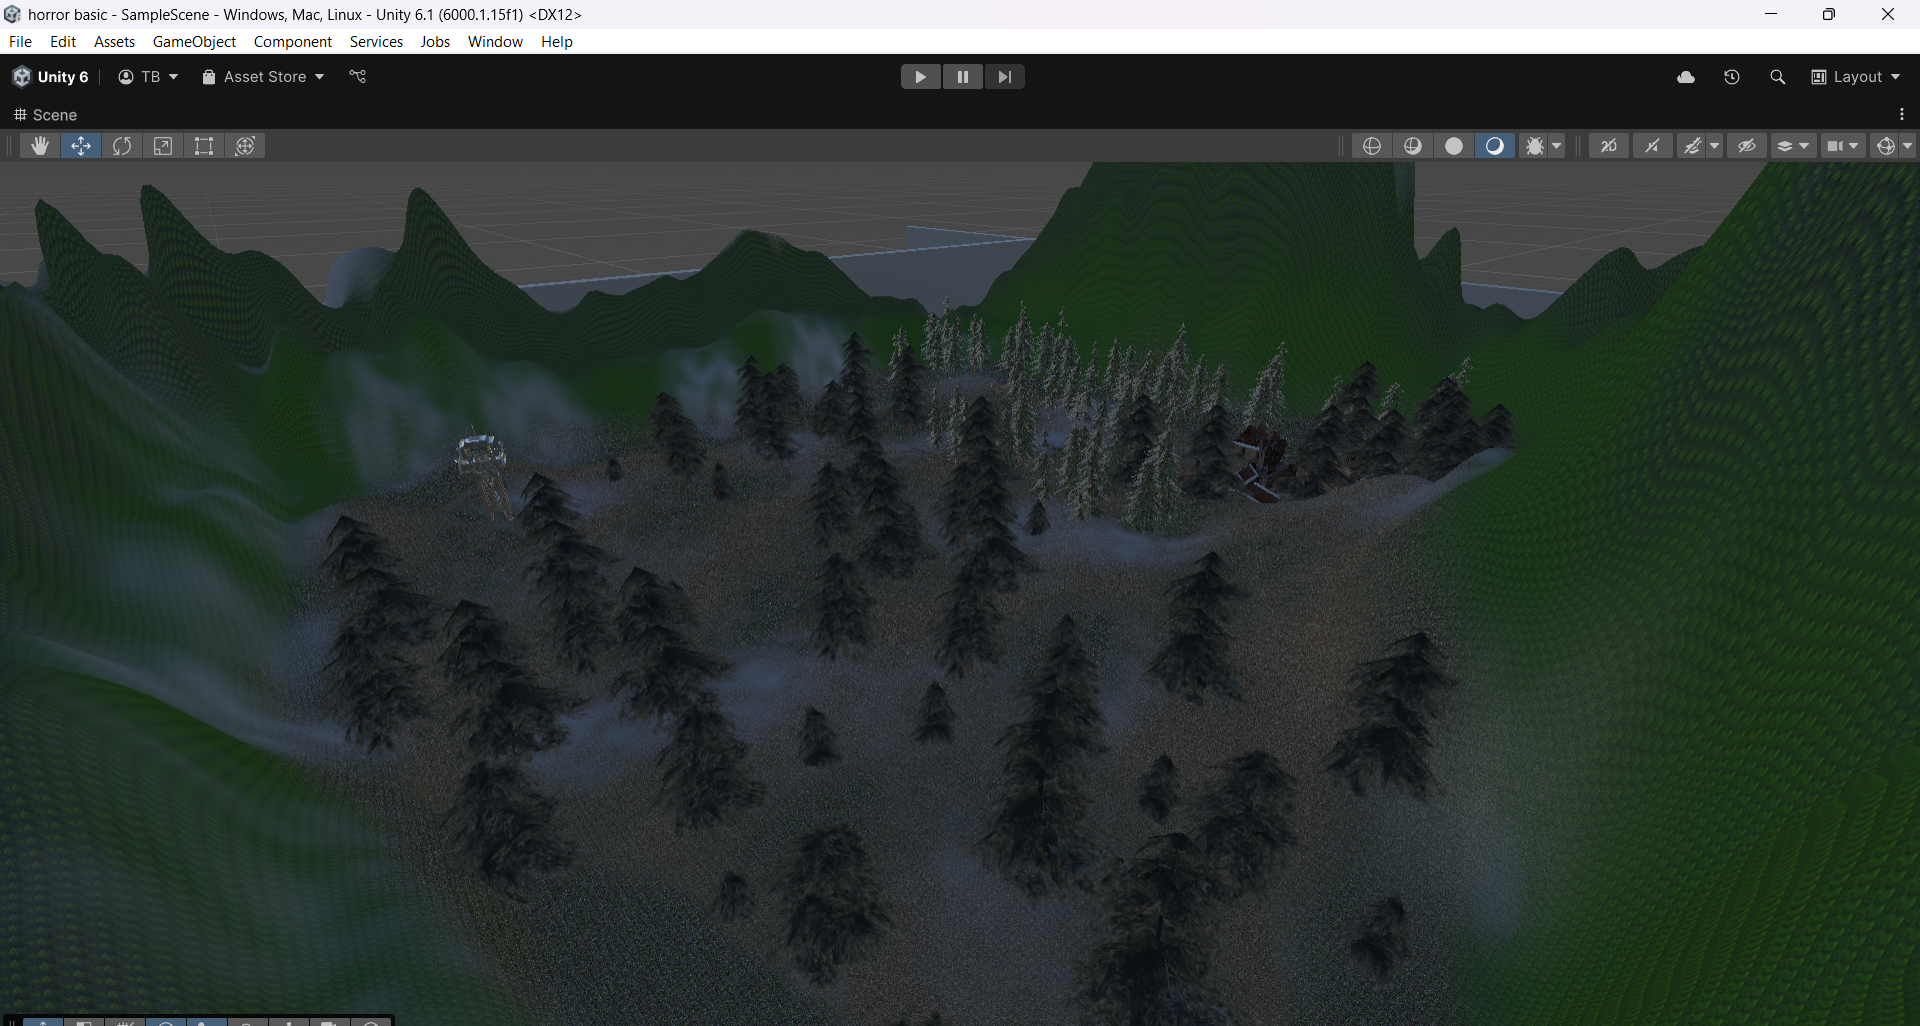 horror basic - SampleScene - Windows, Mac, Linux - Unity 6.1 (6000.1.15f1) <DX12>
File Edit Assets GameObject Component Services Jobs Window Help
Unity 6 TB Asset Store Layout
Scene
2D